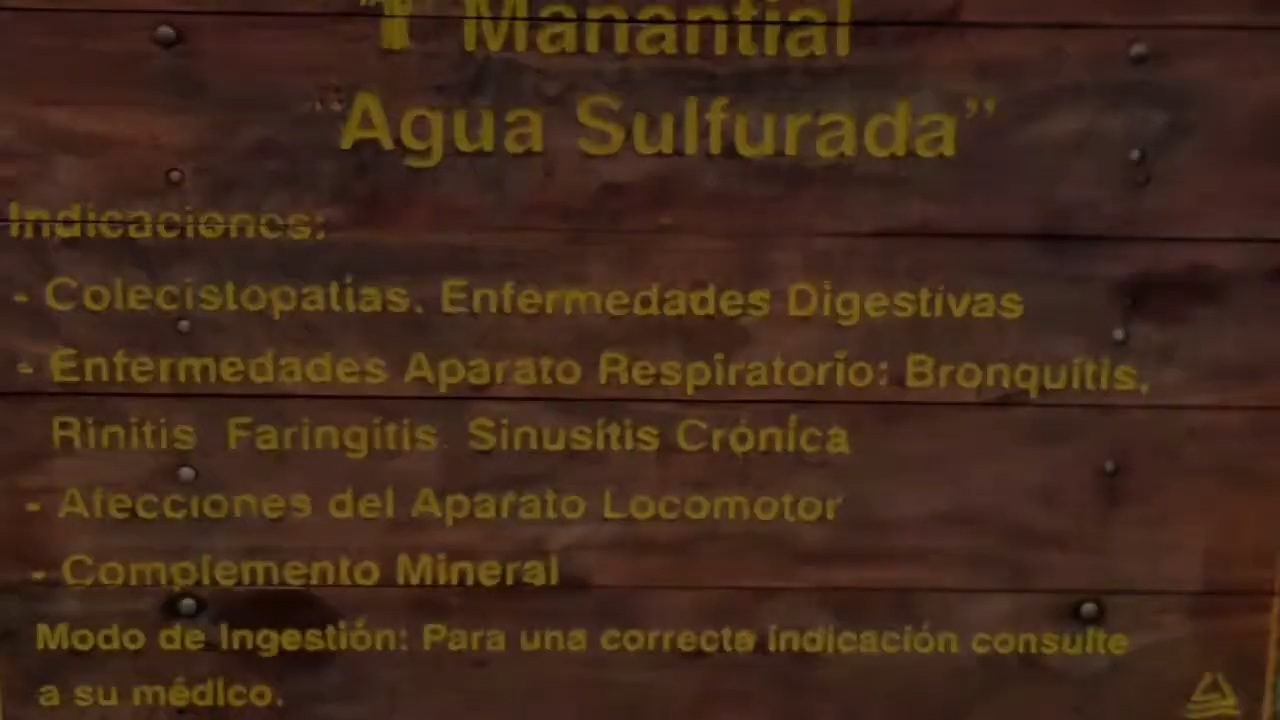 Manantial
"Agua Sulfurada"
Indicaciones:
- Colecistopatías. Enfermedades Digestivas
- Enfermedades Aparato Respiratorio: Bronquitis,
Rinitis Faringitis Sinusitis Crónica
- Afecciones del Aparato Locomotor
- Complemento Mineral
Modo de Ingestión: Para una correcta indicación consulte
a su médico.